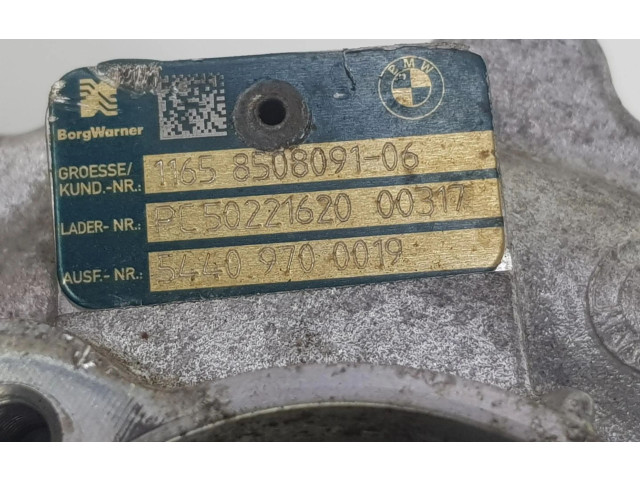 BMW
BorgWarner
GROESSE/
KUND.-NR.: 1165 8508091-06
LADER- NR.: PC50221620 00317
AUSF.- NR.: 5440 970 0019